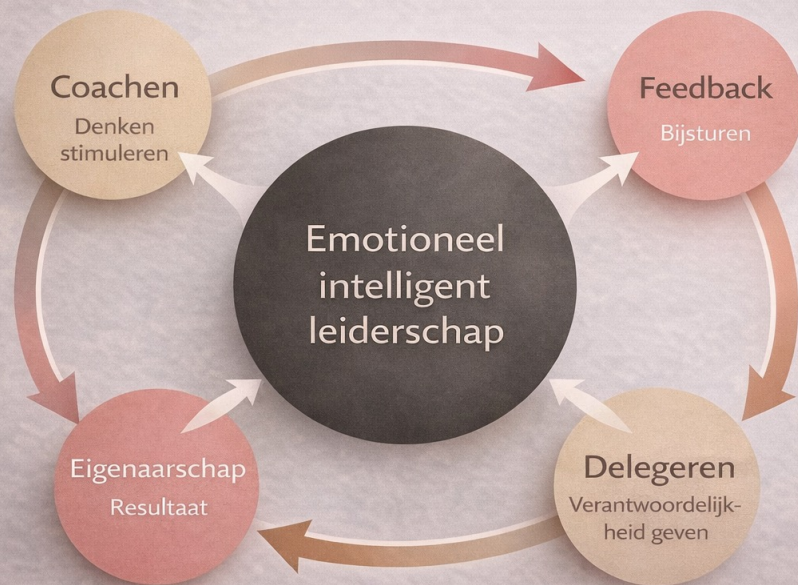 Coachen
Denken
stimuleren
Feedback
Bijsturen
Emotioneel
intelligent
leiderschap
Eigenaarschap
Resultaat
Delegeren
Verantwoordelijk-
heid geven